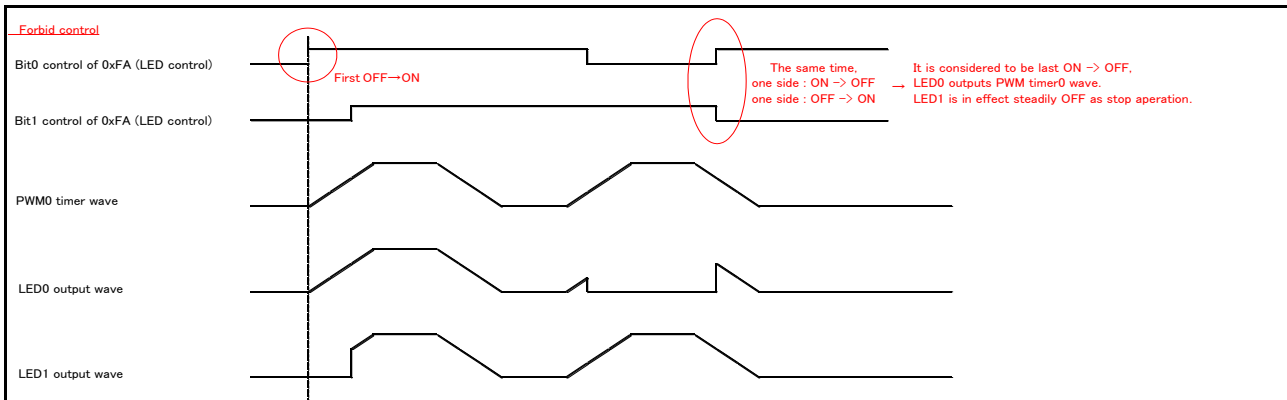 Forbid control
Bit0 control of 0xFA (LED control)
First OFF→ON
The same time,
one side : ON -> OFF
one side : OFF -> ON
→
It is considered to be last ON -> OFF,
LED0 outputs PWM timer0 wave.
LED1 is in effect steadily OFF as stop aperation.
Bit1 control of 0xFA (LED control)
PWM0 timer wave
LED0 output wave
LED1 output wave